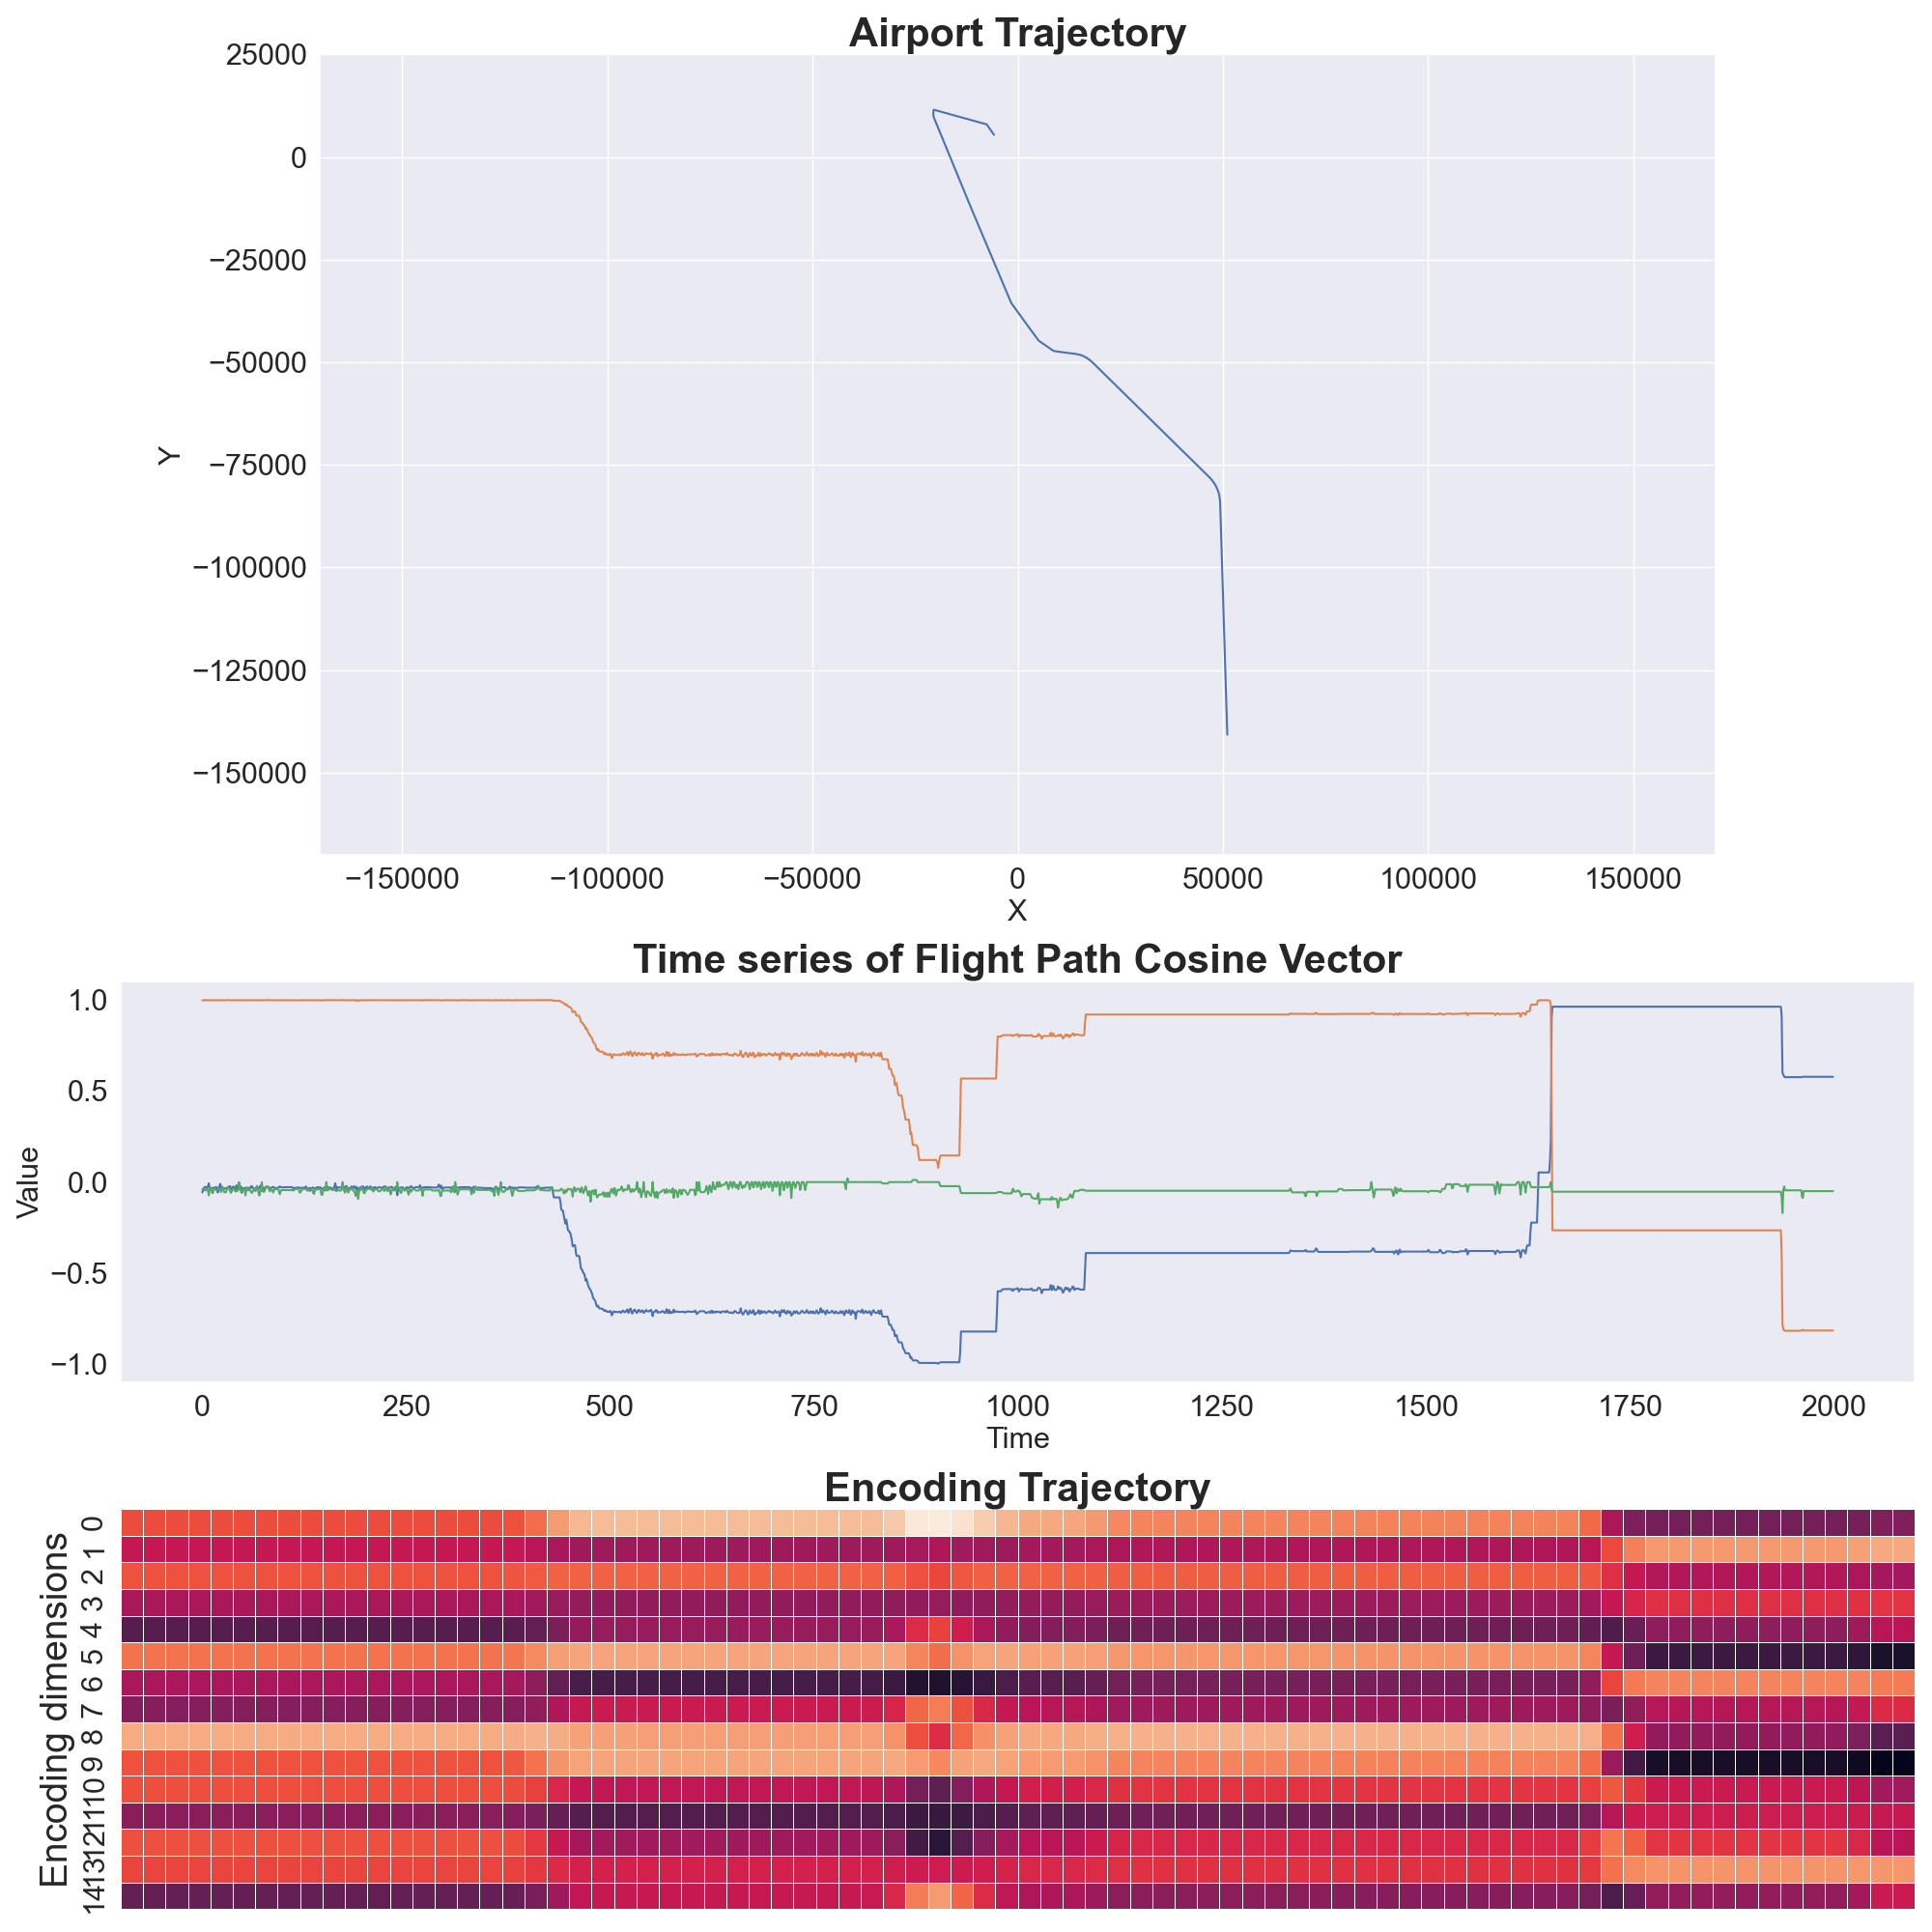 Airport Trajectory
25000
0
−25000
−50000
−75000
−100000
−125000
−150000
Y
−150000 −100000 −50000 0 50000 100000 150000
X
Time series of Flight Path Cosine Vector
1.0
0.5
0.0
−0.5
−1.0
Value
0 250 500 750 1000 1250 1500 1750 2000
Time
Encoding Trajectory
Encoding dimensions
0
1
2
3
4
5
6
7
8
9
10
11
12
13
14